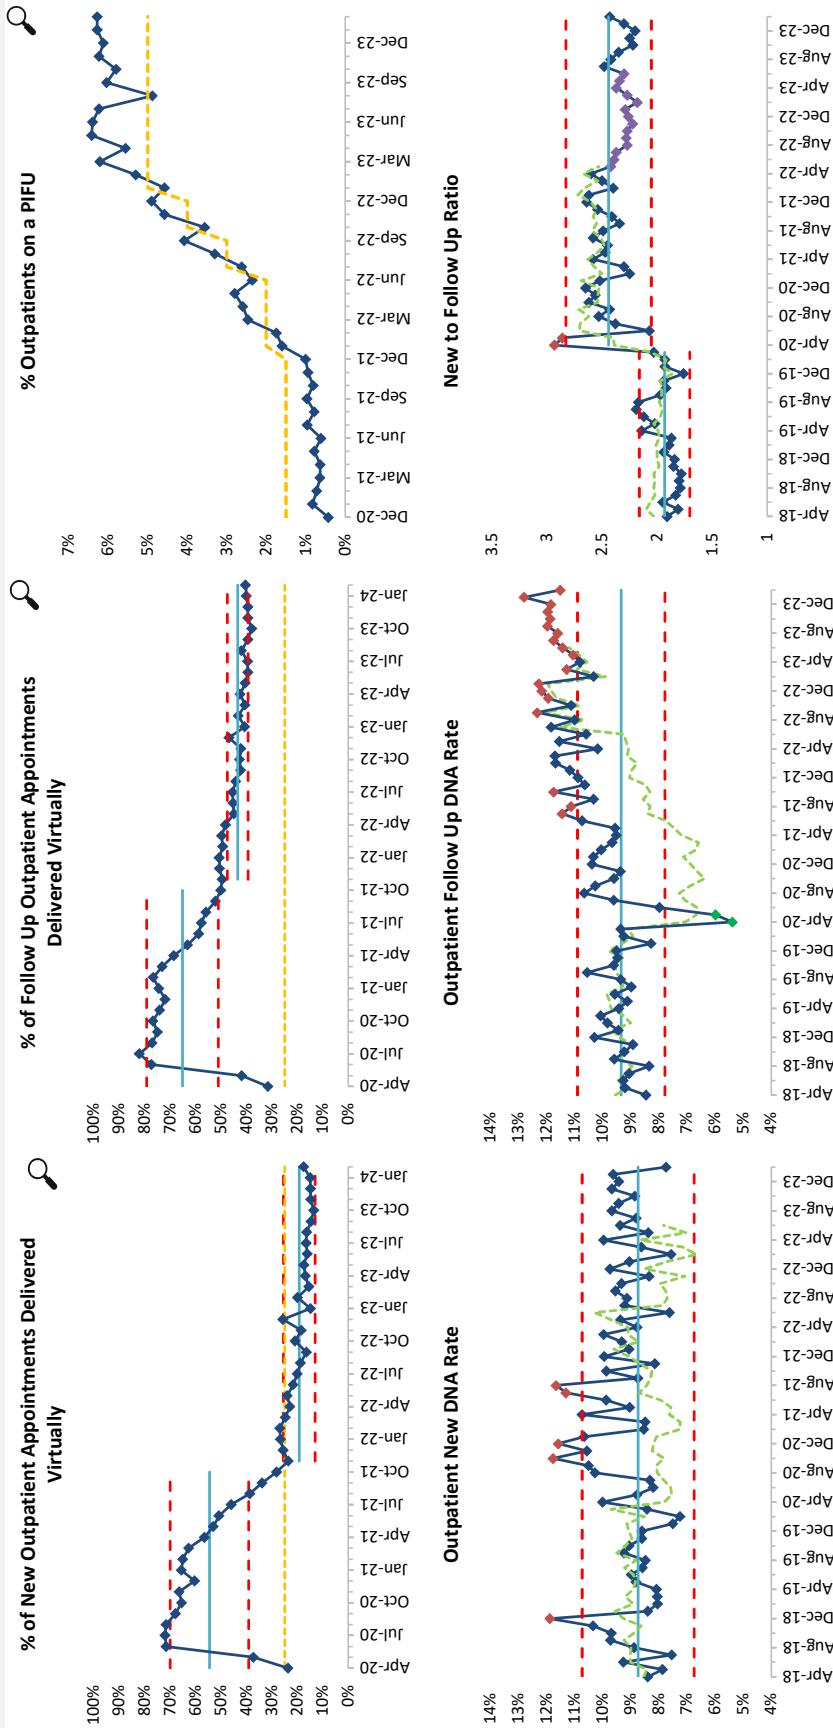 % of New Outpatient Appointments Delivered
Virtually
100%
90%
80%
70%
60%
50%
40%
30%
20%
10%
0%
Apr-20
Jul-20
Oct-20
Jan-21
Apr-21
Jul-21
Oct-21
Jan-22
Apr-22
Jul-22
Oct-22
Jan-23
Apr-23
Jul-23
Oct-23
Jan-24
% of Follow Up Outpatient Appointments
Delivered Virtually
100%
90%
80%
70%
60%
50%
40%
30%
20%
10%
0%
Apr-20
Jul-20
Oct-20
Jan-21
Apr-21
Jul-21
Oct-21
Jan-22
Apr-22
Jul-22
Oct-22
Jan-23
Apr-23
Jul-23
Oct-23
Jan-24
% Outpatients on a PIFU
7%
6%
5%
4%
3%
2%
1%
0%
Dec-20
Mar-21
Jun-21
Sep-21
Dec-21
Mar-22
Jun-22
Sep-22
Dec-22
Mar-23
Jun-23
Sep-23
Dec-23
Outpatient New DNA Rate
14%
13%
12%
11%
10%
9%
8%
7%
6%
5%
4%
Apr-18
Aug-18
Dec-18
Apr-19
Aug-19
Dec-19
Apr-20
Aug-20
Dec-20
Apr-21
Aug-21
Dec-21
Apr-22
Aug-22
Dec-22
Apr-23
Aug-23
Dec-23
Outpatient Follow Up DNA Rate
14%
13%
12%
11%
10%
9%
8%
7%
6%
5%
4%
Apr-18
Aug-18
Dec-18
Apr-19
Aug-19
Dec-19
Apr-20
Aug-20
Dec-20
Apr-21
Aug-21
Dec-21
Apr-22
Aug-22
Dec-22
Apr-23
Aug-23
Dec-23
New to Follow Up Ratio
3.5
3
2.5
2
1.5
1
Apr-18
Aug-18
Dec-18
Apr-19
Aug-19
Dec-19
Apr-20
Aug-20
Dec-20
Apr-21
Aug-21
Dec-21
Apr-22
Aug-22
Dec-22
Apr-23
Aug-23
Dec-23